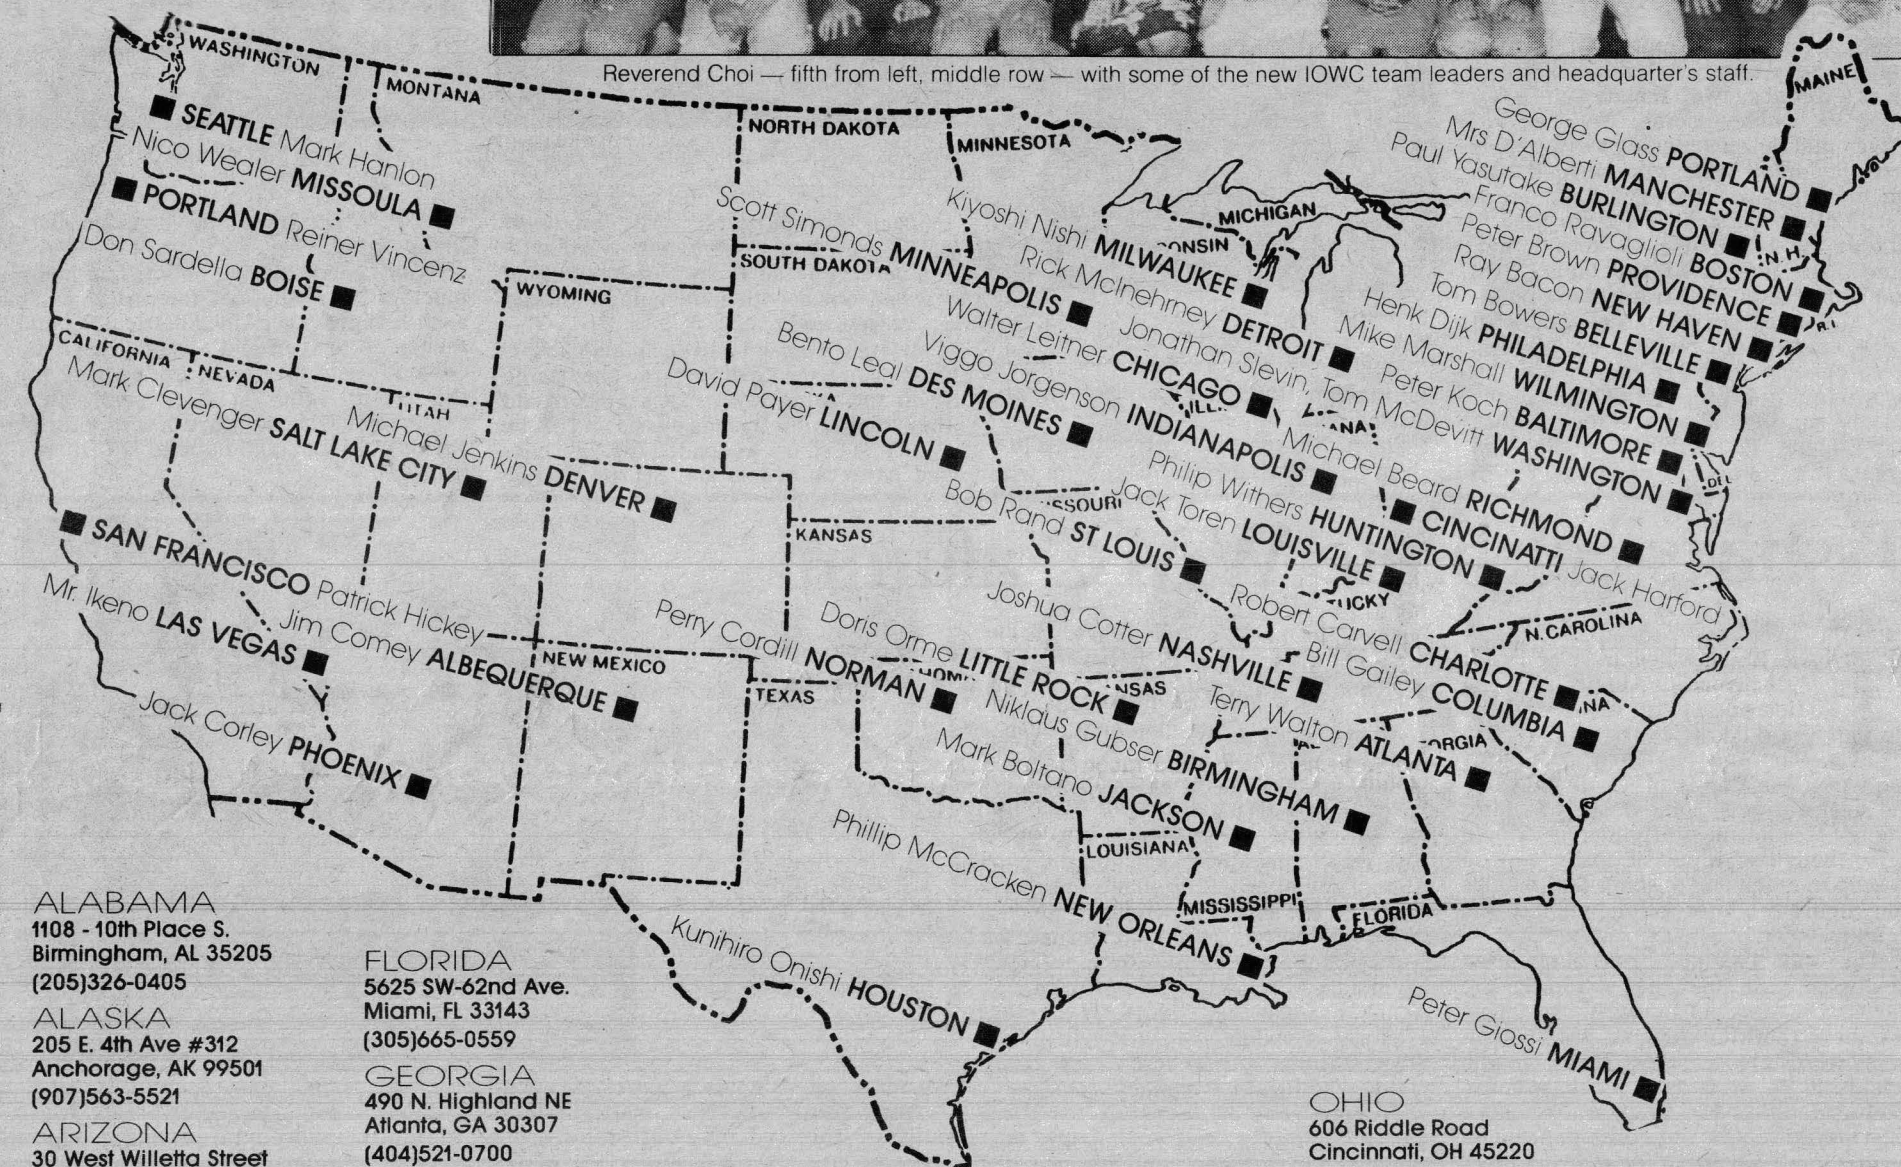 Reverend Choi — fifth from left, middle row — with some of the new IOWC team leaders and headquarter's staff.
WASHINGTON
MONTANA
NORTH DAKOTA
MINNESOTA
MICHIGAN
MAINE
SEATTLE Mark Hanlon
Nico Wealer MISSOULA
PORTLAND Reiner Vincenz
Don Sardella BOISE
George Glass PORTLAND
Mrs D'Alberti MANCHESTER
Paul Yasutake BURLINGTON
N.H.
Franco Ravaglioli BOSTON
Peter Brown PROVIDENCE
R.I.
Ray Bacon NEW HAVEN
Tom Bowers BELLEVILLE
Henk Dijk PHILADELPHIA
Mike Marshall WILMINGTON
Peter Koch BALTIMORE
Jonathan Slevin, Tom McDevitt WASHINGTON
DEL
Kiyoshi Nishi MILWAUKEE
ONSIN
Scott Simonds MINNEAPOLIS
SOUTH DAKOTA
WYOMING
Rick McInehrney DETROIT
Walter Leitner CHICAGO
ILL.
ANA
Viggo Jorgenson INDIANAPOLIS
Bento Leal DES MOINES
David Payer LINCOLN
CALIFORNIA
NEVADA
UTAH
Mark Clevenger SALT LAKE CITY
Michael Jenkins DENVER
Michael Beard RICHMOND
CINCINATTI Jack Harford
Philip Withers HUNTINGTON
Jack Toren LOUISVILLE
UCKY
SSOURI
Bob Rand ST LOUIS
KANSAS
SAN FRANCISCO Patrick Hickey
Mr. Ikeno LAS VEGAS
Jim Comey ALBEQUERQUE
NEW MEXICO
TEXAS
Jack Corley PHOENIX
N.CAROLINA
Robert Carvell CHARLOTTE
INA
Bill Gailey COLUMBIA
Joshua Cotter NASHVILLE
Terry Walton ATLANTA
ORGIA
Doris Orme LITTLE ROCK
NSAS
Perry Cordill NORMAN
HOM
Niklaus Gubser BIRMINGHAM
Mark Boltano JACKSON
LOUISIANA
MISSISSIPPI
FLORIDA
Phillip McCracken NEW ORLEANS
Kunihiro Onishi HOUSTON
Peter Giossi MIAMI
ALABAMA
1108 - 10th Place S.
Birmingham, AL 35205
(205)326-0405
ALASKA
205 E. 4th Ave #312
Anchorage, AK 99501
(907)563-5521
ARIZONA
30 West Willetta Street
FLORIDA
5625 SW-62nd Ave.
Miami, FL 33143
(305)665-0559
GEORGIA
490 N. Highland NE
Atlanta, GA 30307
(404)521-0700
OHIO
606 Riddle Road
Cincinnati, OH 45220